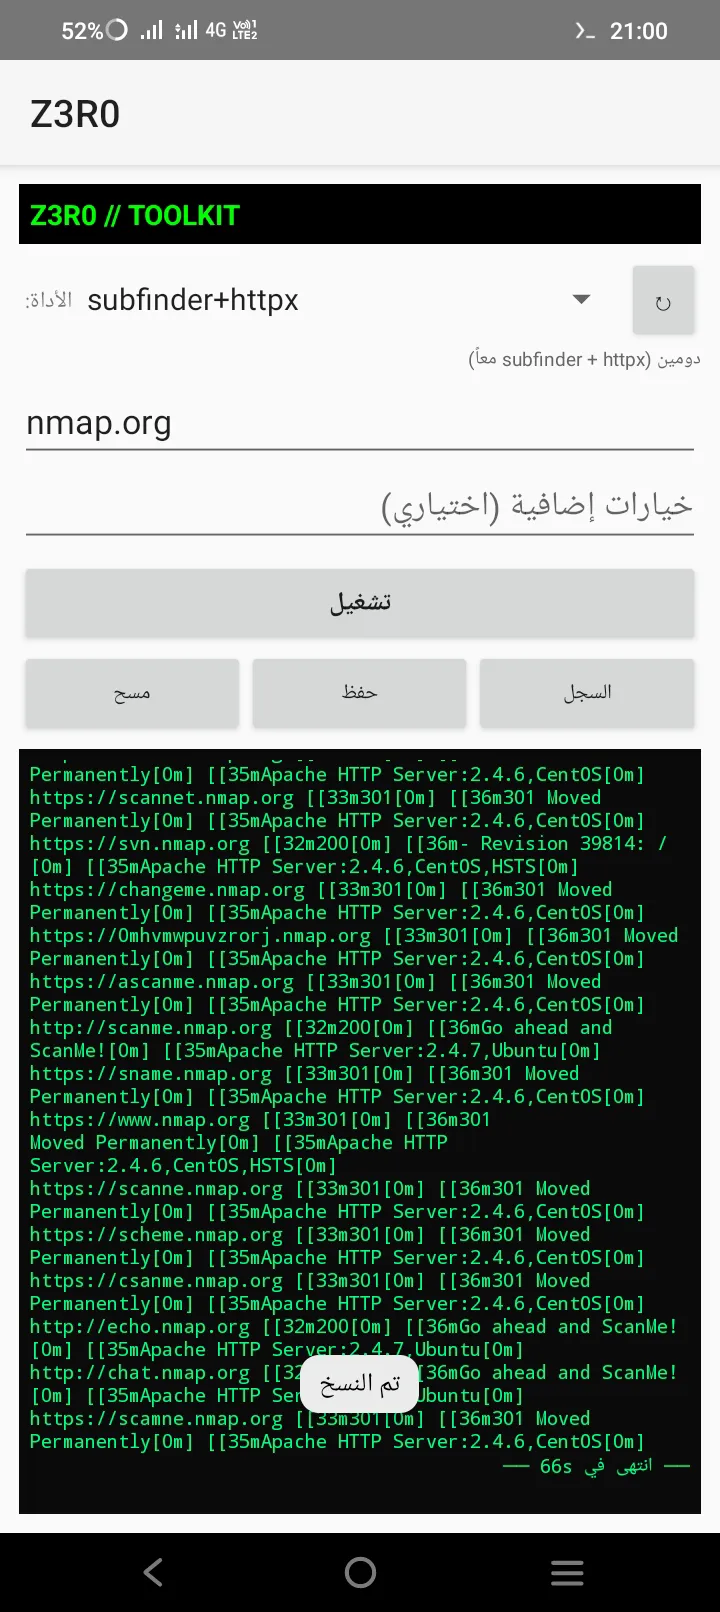 52% 4G Vo)) 1 LTE2 21:00
Z3R0
Z3R0 // TOOLKIT
الأداة: subfinder+httpx
دومين (subfinder + httpx معاً)
nmap.org
خيارات إضافية (اختياري)
تشغيل
مسح حفظ السجل
Permanently[0m] [[35mApache HTTP Server:2.4.6,CentOS[0m]
https://scannet.nmap.org [[33m301[0m] [[36m301 Moved
Permanently[0m] [[35mApache HTTP Server:2.4.6,CentOS[0m]
https://svn.nmap.org [[32m200[0m] [[36m- Revision 39814: /
[0m] [[35mApache HTTP Server:2.4.6,CentOS,HSTS[0m]
https://changeme.nmap.org [[33m301[0m] [[36m301 Moved
Permanently[0m] [[35mApache HTTP Server:2.4.6,CentOS[0m]
https://0mhvmwpuvzrorj.nmap.org [[33m301[0m] [[36m301 Moved
Permanently[0m] [[35mApache HTTP Server:2.4.6,CentOS[0m]
https://ascanme.nmap.org [[33m301[0m] [[36m301 Moved
Permanently[0m] [[35mApache HTTP Server:2.4.6,CentOS[0m]
http://scanme.nmap.org [[32m200[0m] [[36mGo ahead and
ScanMe![0m] [[35mApache HTTP Server:2.4.7,Ubuntu[0m]
https://sname.nmap.org [[33m301[0m] [[36m301 Moved
Permanently[0m] [[35mApache HTTP Server:2.4.6,CentOS[0m]
https://www.nmap.org [[33m301[0m] [[36m301
Moved Permanently[0m] [[35mApache HTTP
Server:2.4.6,CentOS,HSTS[0m]
https://scanne.nmap.org [[33m301[0m] [[36m301 Moved
Permanently[0m] [[35mApache HTTP Server:2.4.6,CentOS[0m]
https://scheme.nmap.org [[33m301[0m] [[36m301 Moved
Permanently[0m] [[35mApache HTTP Server:2.4.6,CentOS[0m]
https://csanme.nmap.org [[33m301[0m] [[36m301 Moved
Permanently[0m] [[35mApache HTTP Server:2.4.6,CentOS[0m]
http://echo.nmap.org [[32m200[0m] [[36mGo ahead and ScanMe!
[0m] [[35mApache HTTP Server:2.4.7,Ubuntu[0m]
http://chat.nmap.org [[32 [36mGo ahead and ScanMe!
تم النسخ
[0m] [[35mApache HTTP Ser Ubuntu[0m]
https://scamne.nmap.org [[33m301[0m] [[36m301 Moved
Permanently[0m] [[35mApache HTTP Server:2.4.6,CentOS[0m]
── انتهى في 66s ──